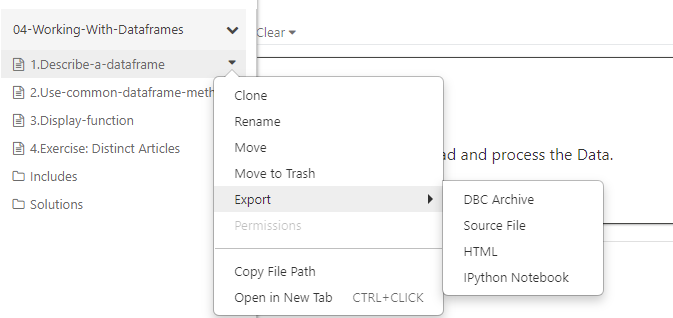 04-Working-With-Dataframes
Clear
1.Describe-a-dataframe
2.Use-common-dataframe-meth
3.Display-function
4.Exercise: Distinct Articles
Includes
Solutions
Clone
Rename
Move
Move to Trash
Export
Permissions
Copy File Path
Open in New Tab CTRL+CLICK
ad and process the Data.
DBC Archive
Source File
HTML
IPython Notebook